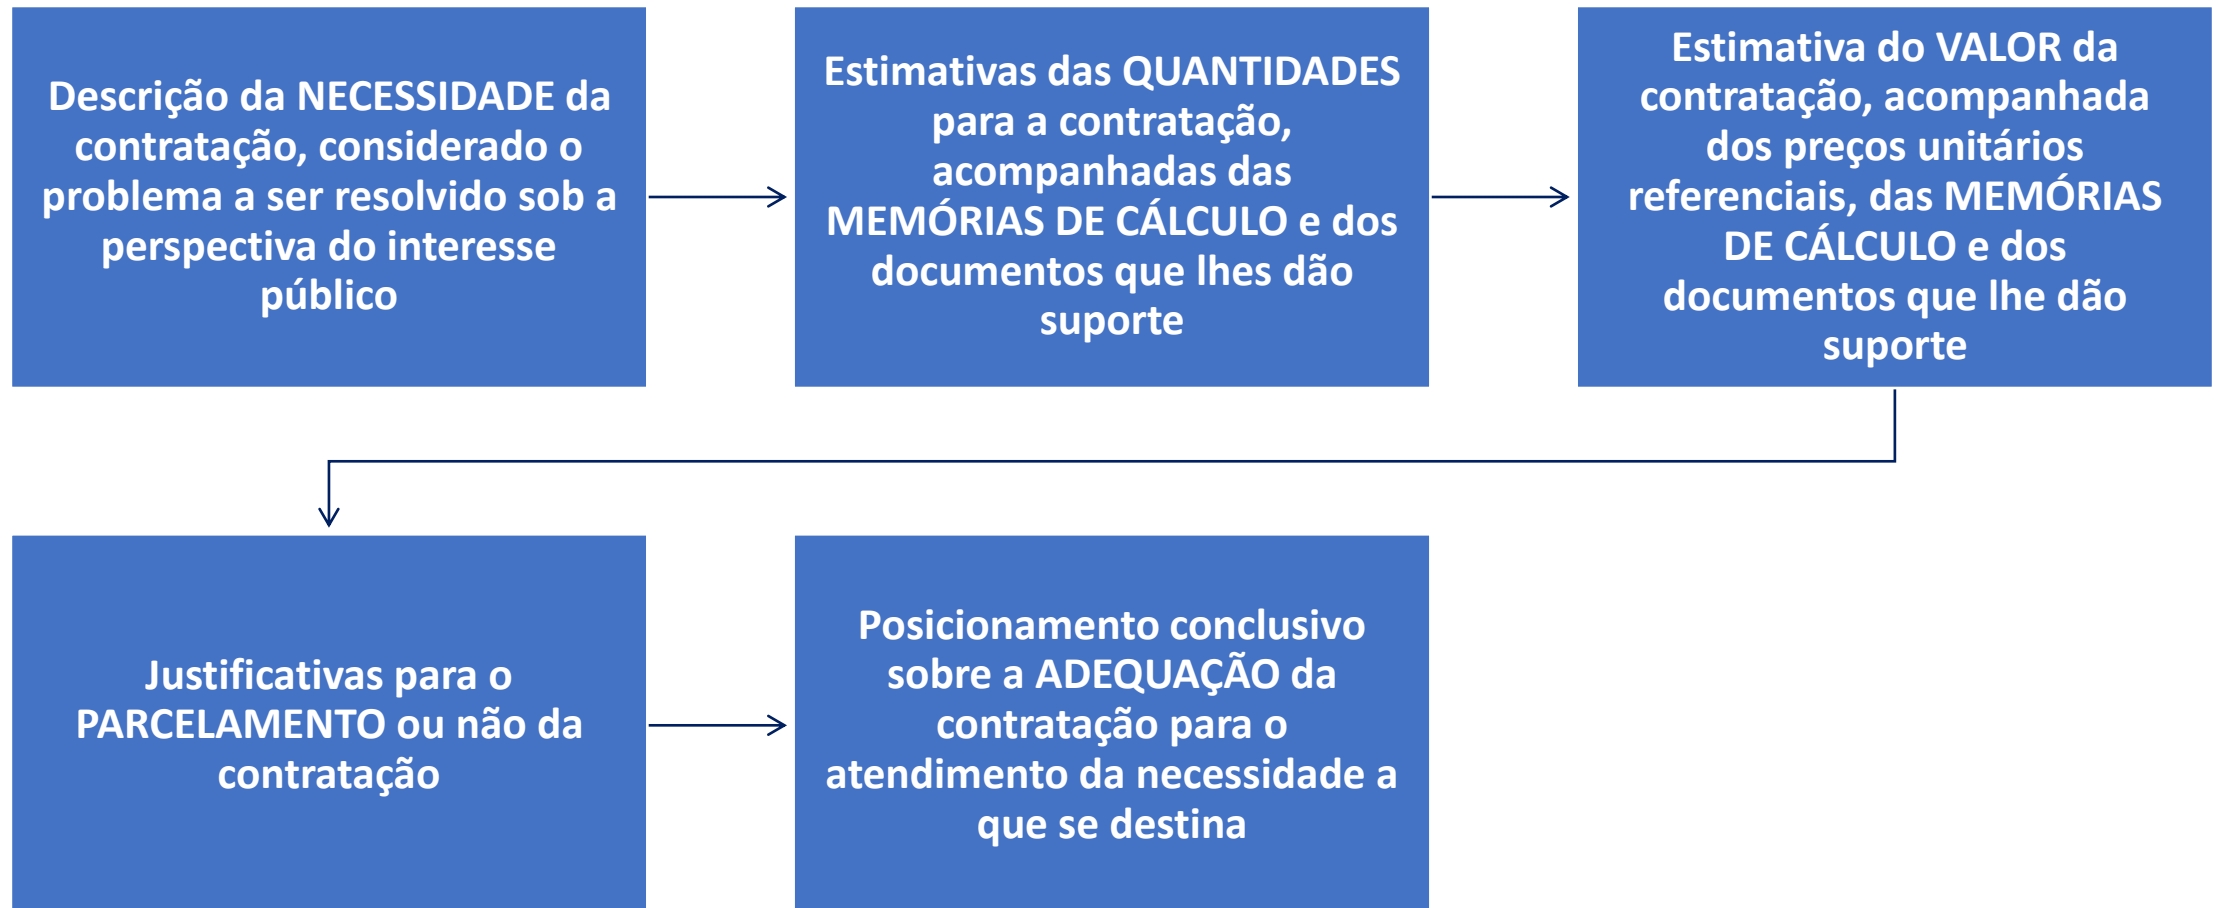 Descrição da NECESSIDADE da
contratação, considerado o
problema a ser resolvido sob a
perspectiva do interesse
público
Estimativas das QUANTIDADES
para a contratação,
acompanhadas das
MEMÓRIAS DE CÁLCULO e dos
documentos que lhes dão
suporte
Estimativa do VALOR da
contratação, acompanhada
dos preços unitários
referenciais, das MEMÓRIAS
DE CÁLCULO e dos
documentos que lhe dão
suporte
Justificativas para o
PARCELAMENTO ou não da
contratação
Posicionamento conclusivo
sobre a ADEQUAÇÃO da
contratação para o
atendimento da necessidade a
que se destina